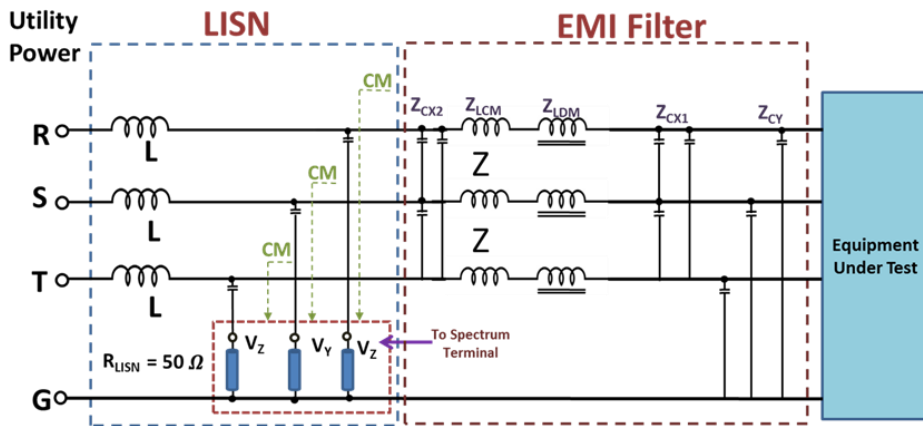 Utility
Power
LISN
EMI Filter
CM
CM
CM
R
S
T
G
L
L
L
Z_CX2
Z_LCM
Z_LDM
Z_CX1
Z_CY
Z
Z
V_Z
V_Y
V_Z
R_LISN = 50 Ω
To Spectrum
Terminal
Equipment
Under Test